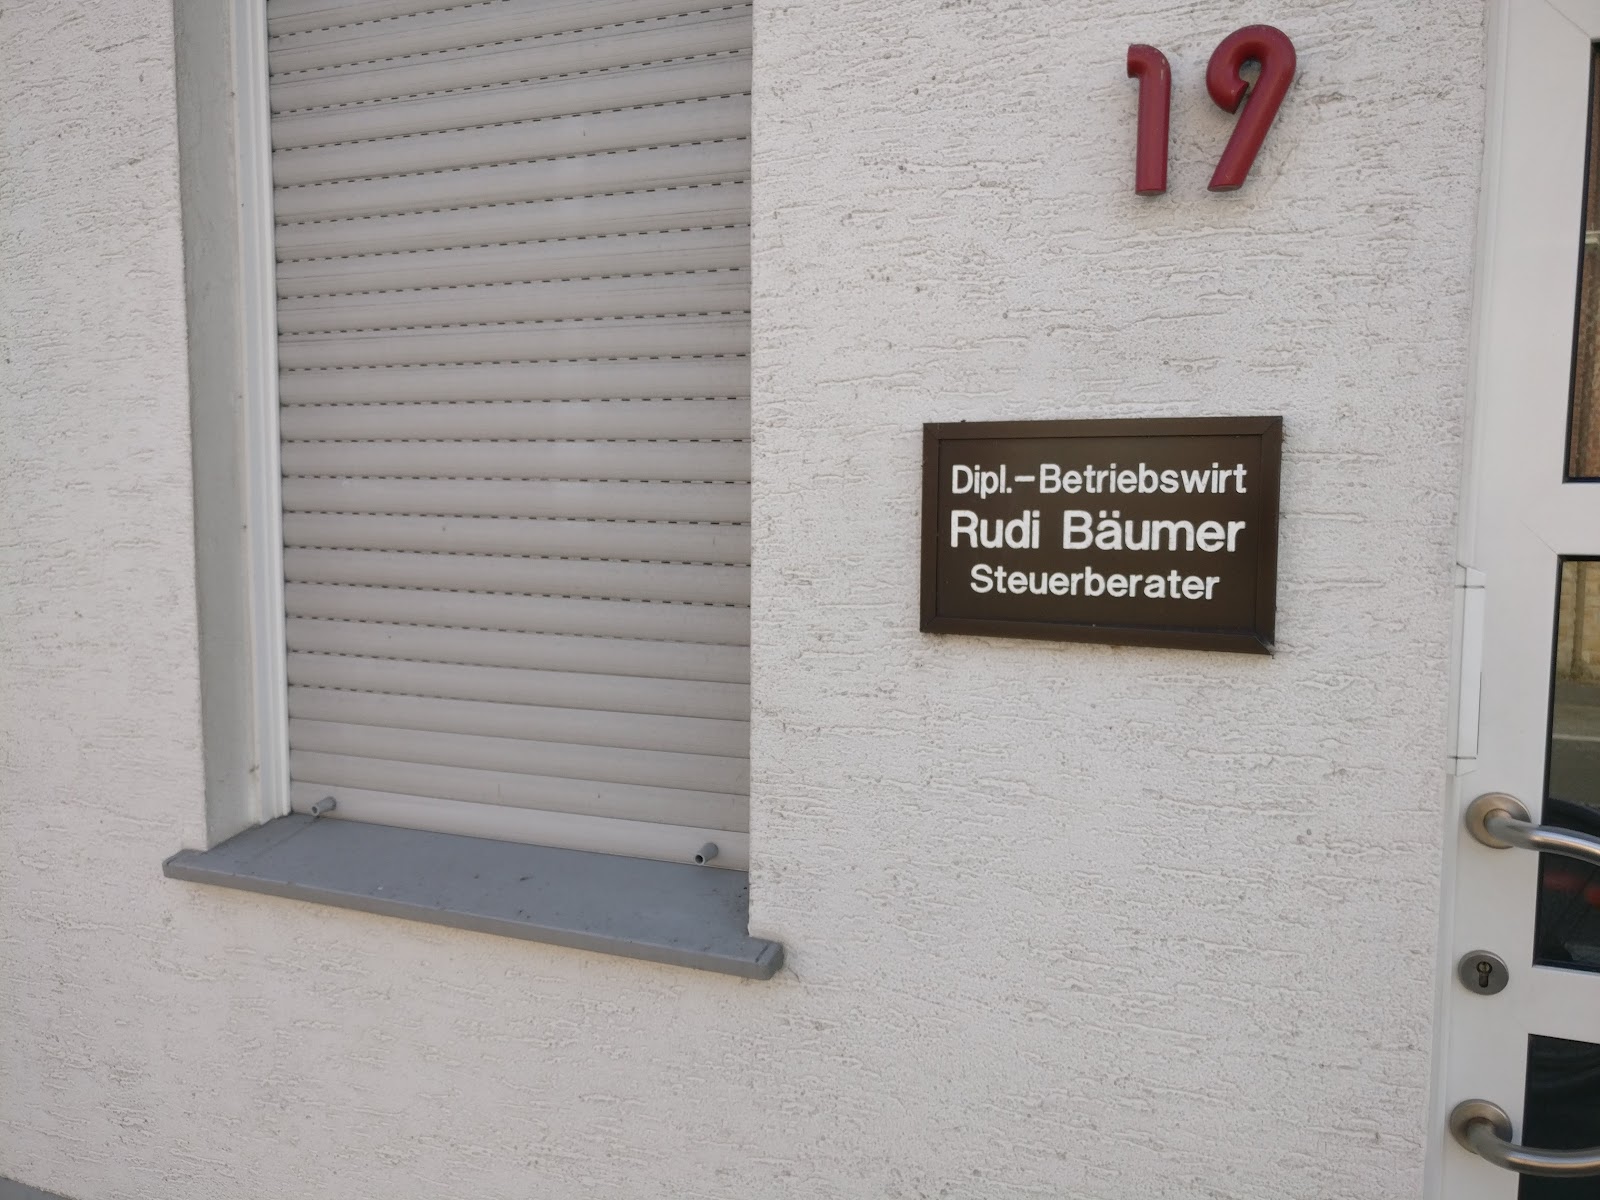 19
Dipl.-Betriebswirt
Rudi Bäumer
Steuerberater